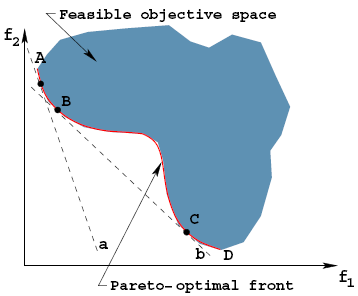 Feasible objective space
f2
A
B
C
a
b
D
f1
Pareto-optimal front